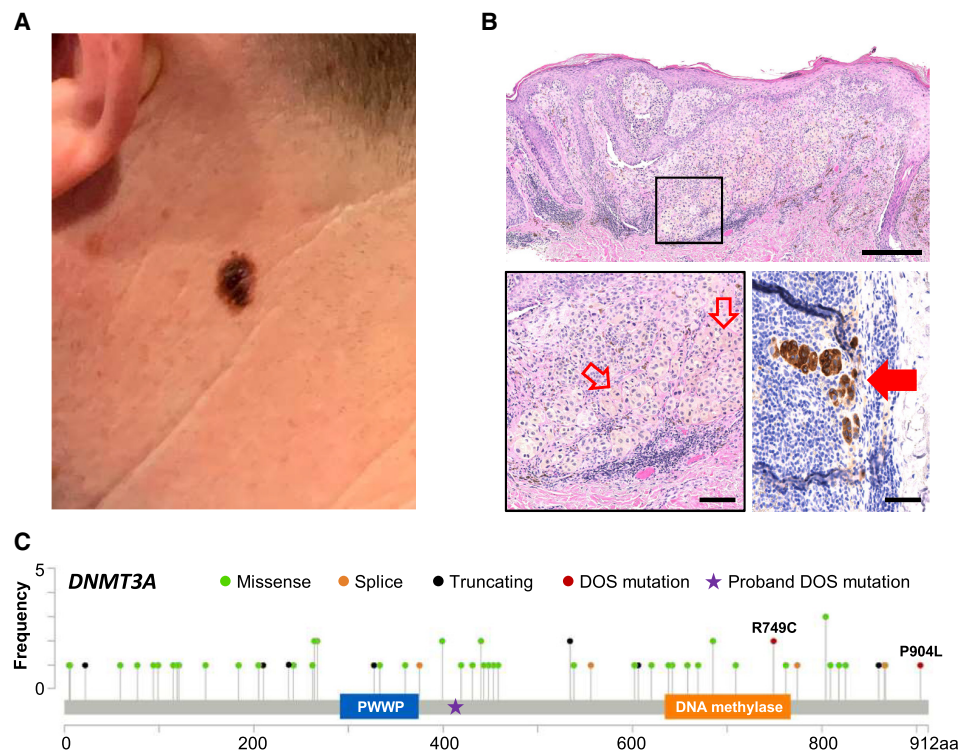 A
B
C
DNMT3A
Missense
Splice
Truncating
DOS mutation
Proband DOS mutation
Frequency
5
0
R749C
P904L
PWWP
DNA methylase
0
200
400
600
800
912aa